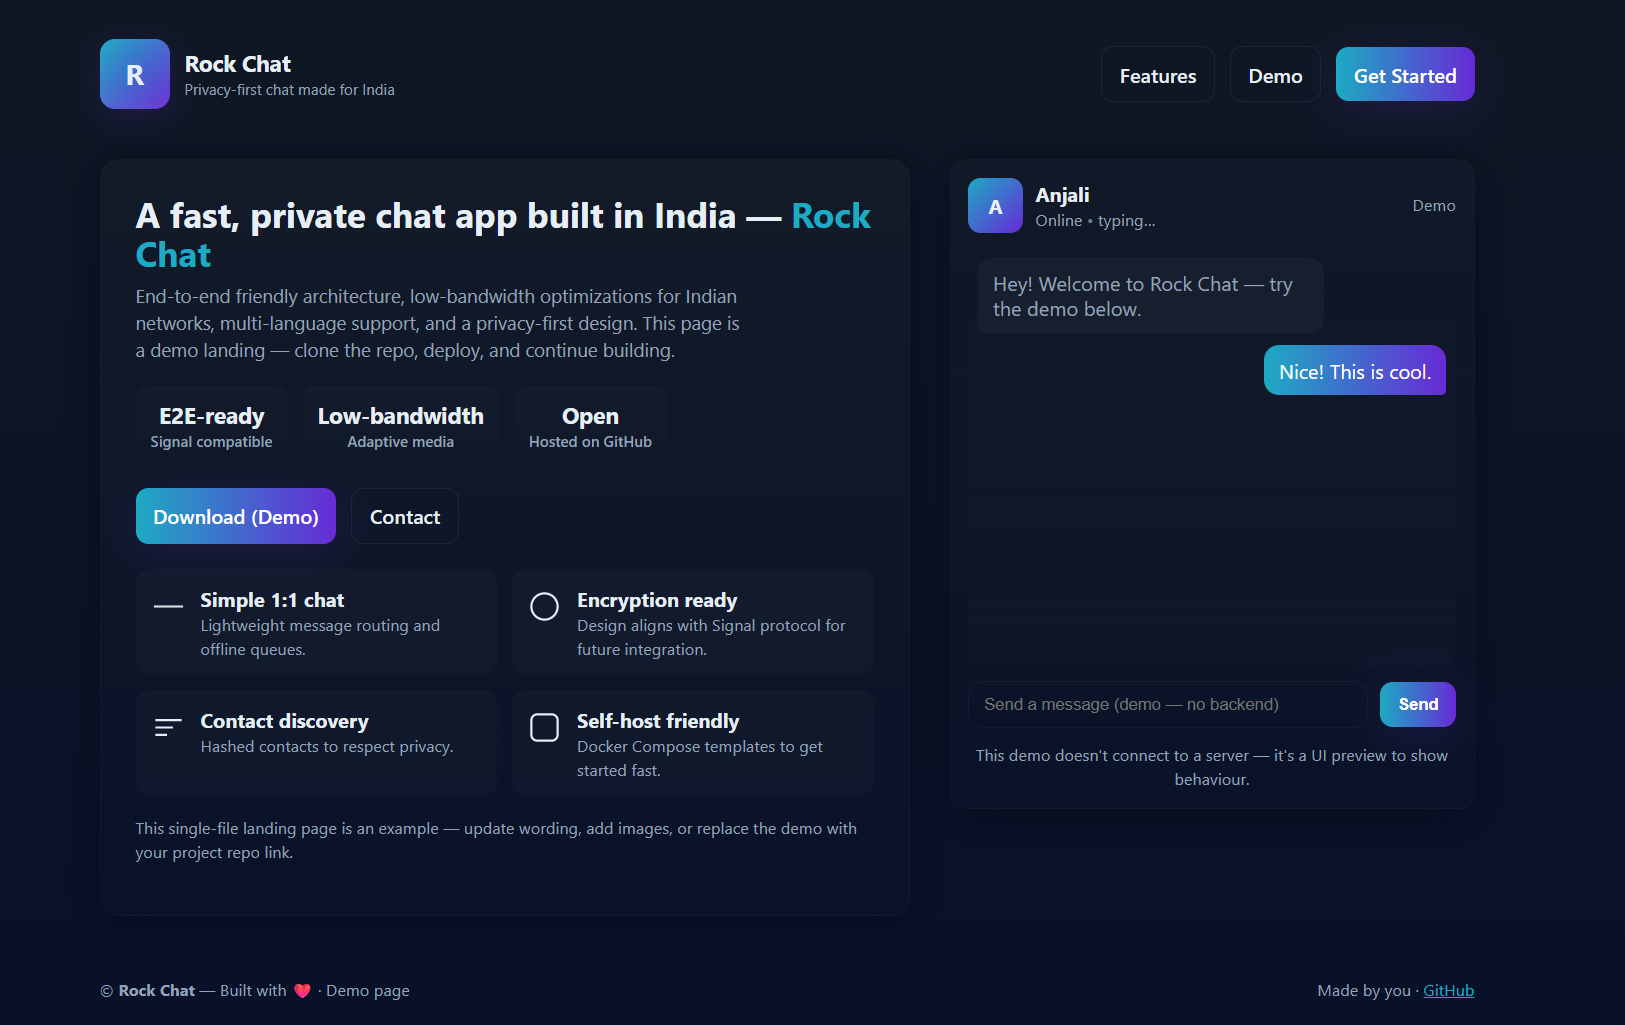 R
Rock Chat
Privacy-first chat made for India
Features
Demo
Get Started
A fast, private chat app built in India — Rock
Chat
End-to-end friendly architecture, low-bandwidth optimizations for Indian
networks, multi-language support, and a privacy-first design. This page is
a demo landing — clone the repo, deploy, and continue building.
E2E-ready
Signal compatible
Low-bandwidth
Adaptive media
Open
Hosted on GitHub
Download (Demo)
Contact
Simple 1:1 chat
Lightweight message routing and
offline queues.
Encryption ready
Design aligns with Signal protocol for
future integration.
Contact discovery
Hashed contacts to respect privacy.
Self-host friendly
Docker Compose templates to get
started fast.
This single-file landing page is an example — update wording, add images, or replace the demo with
your project repo link.
A
Anjali
Online • typing...
Demo
Hey! Welcome to Rock Chat — try
the demo below.
Nice! This is cool.
Send a message (demo — no backend)
Send
This demo doesn't connect to a server — it's a UI preview to show
behaviour.
© Rock Chat — Built with ❤️ · Demo page
Made by you · GitHub